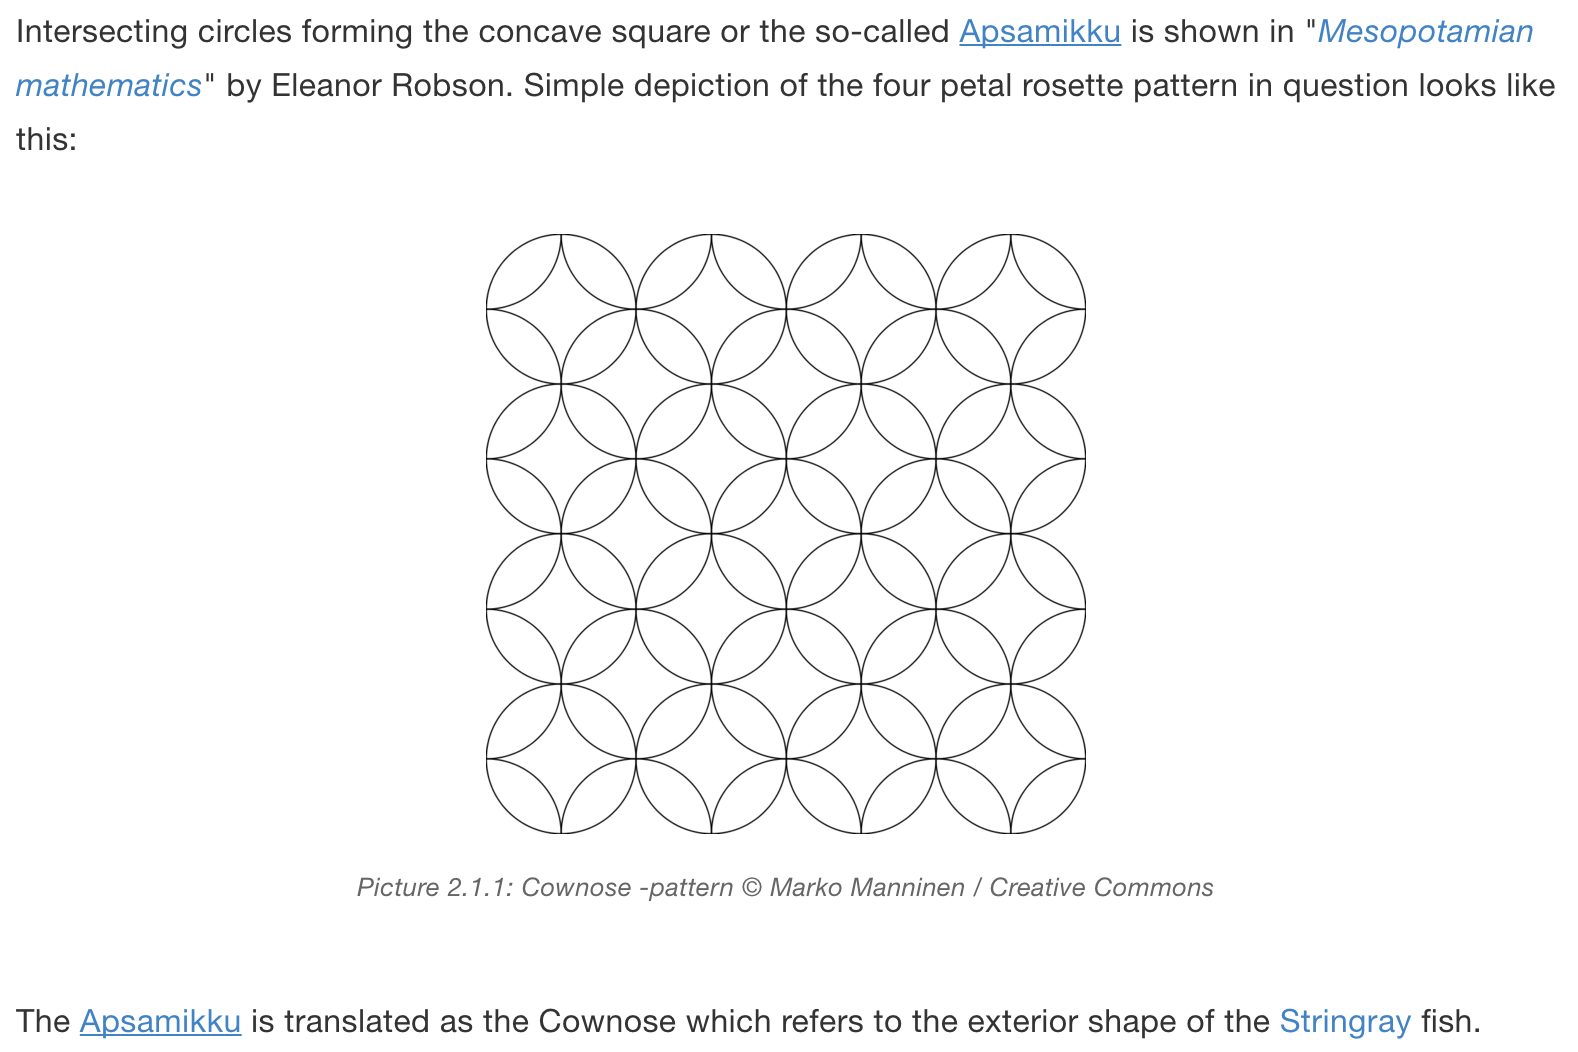 Intersecting circles forming the concave square or the so-called Apsamikku is shown in "Mesopotamian
mathematics" by Eleanor Robson. Simple depiction of the four petal rosette pattern in question looks like
this:
Picture 2.1.1: Cownose -pattern © Marko Manninen / Creative Commons
The Apsamikku is translated as the Cownose which refers to the exterior shape of the Stringray fish.